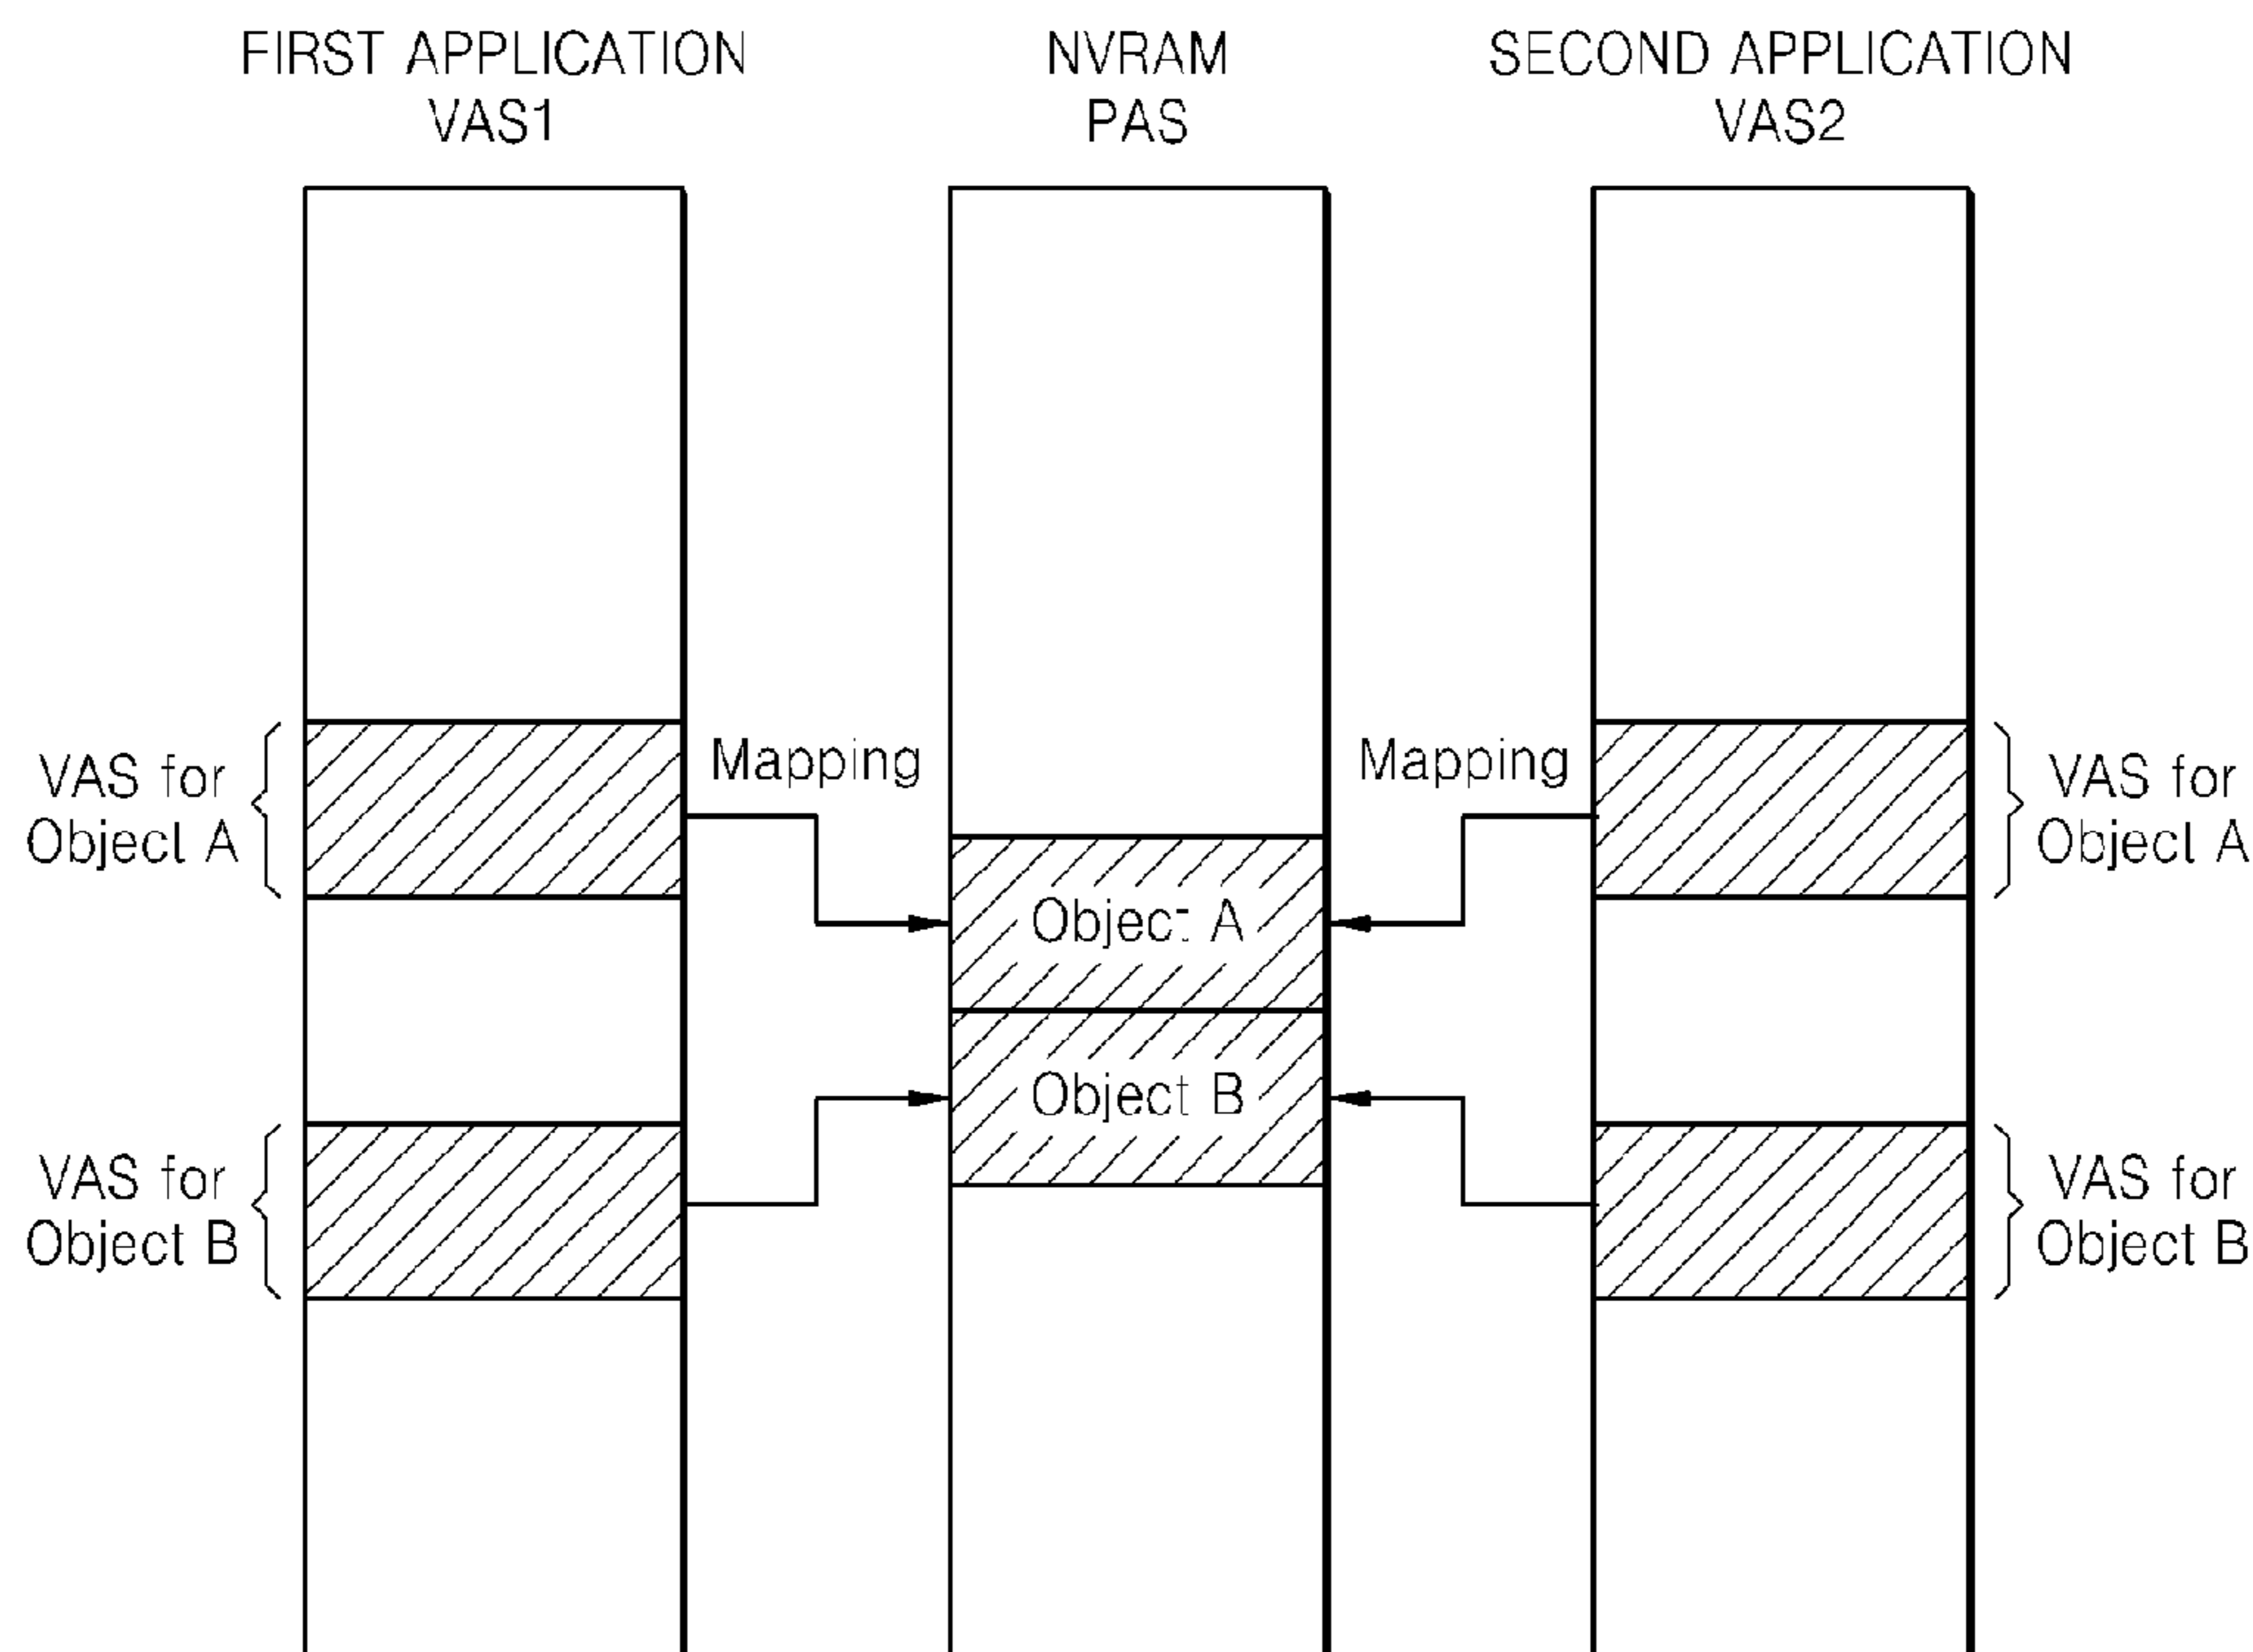 FIRST APPLICATION
VAS1
NVRAM
PAS
SECOND APPLICATION
VAS2
VAS for
Object A
Mapping
Mapping
VAS for
Object A
Object A
Object B
VAS for
Object B
VAS for
Object B